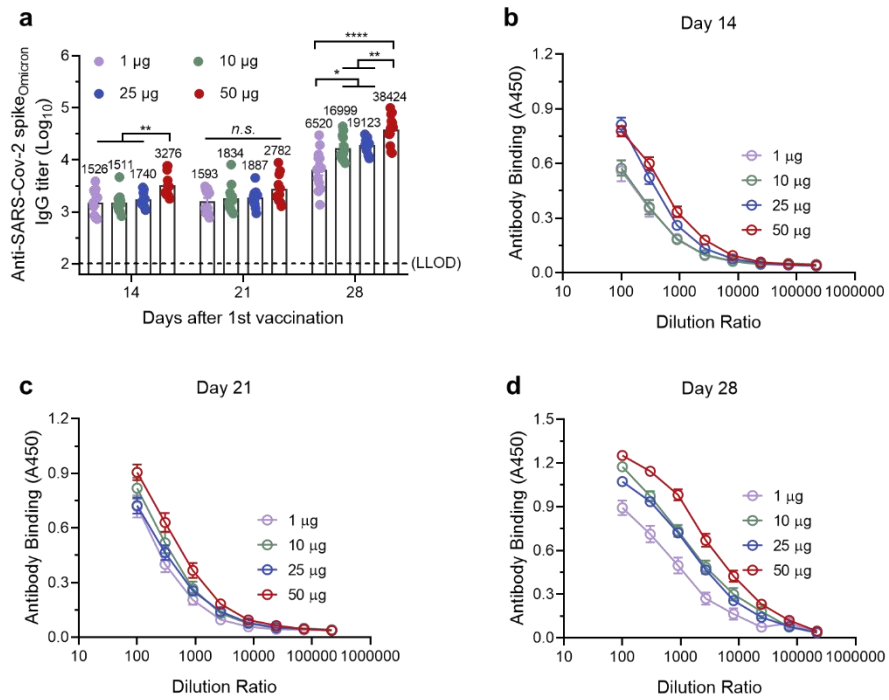 a
Anti-SARS-Cov-2 spikeOmicron
IgG titer (Log10)
1 µg
10 µg
25 µg
50 µg
6
5
4
3
2
**
n.s.
****
**
*
1526
1511
1740
3276
1593
1834
1887
2782
6520
16999
19123
38424
(LLOD)
14
21
28
Days after 1st vaccination
b
Day 14
Antibody Binding (A450)
1.2
0.9
0.6
0.3
0.0
1 µg
10 µg
25 µg
50 µg
10
100
1000
10000
100000
1000000
Dilution Ratio
c
Day 21
Antibody Binding (A450)
1.2
0.9
0.6
0.3
0.0
1 µg
10 µg
25 µg
50 µg
10
100
1000
10000
100000
1000000
Dilution Ratio
d
Day 28
Antibody Binding (A450)
1.5
1.2
0.9
0.6
0.3
0.0
1 µg
10 µg
25 µg
50 µg
10
100
1000
10000
100000
1000000
Dilution Ratio